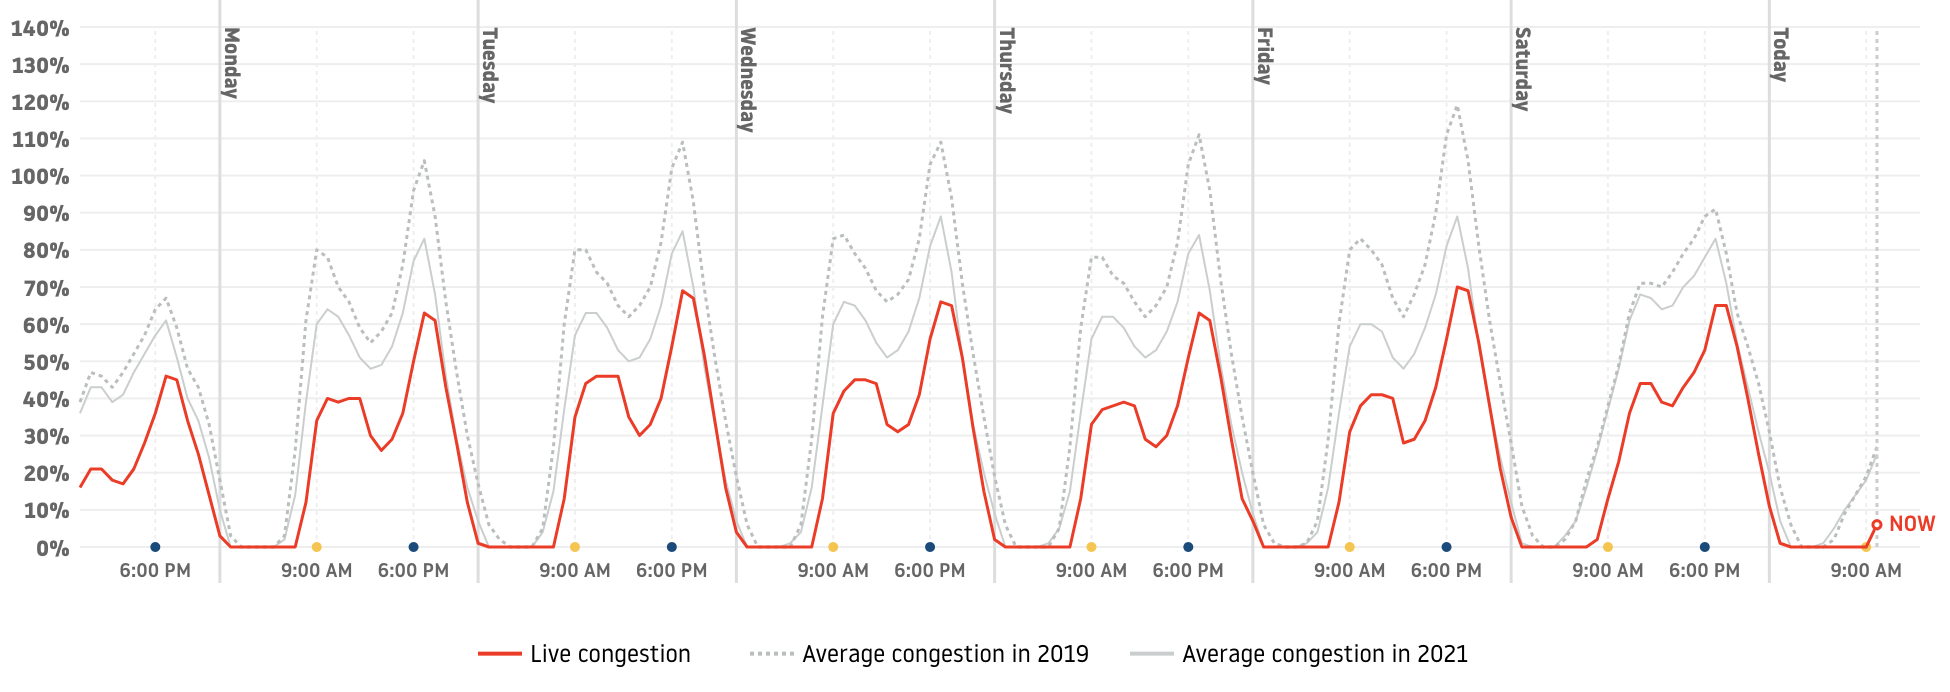 140%
130%
120%
110%
100%
90%
80%
70%
60%
50%
40%
30%
20%
10%
0%
Monday
Tuesday
Wednesday
Thursday
Friday
Saturday
Today
NOW
6:00 PM 9:00 AM 6:00 PM 9:00 AM 6:00 PM 9:00 AM 6:00 PM 9:00 AM 6:00 PM 9:00 AM 6:00 PM 9:00 AM 6:00 PM 9:00 AM
Live congestion Average congestion in 2019 Average congestion in 2021